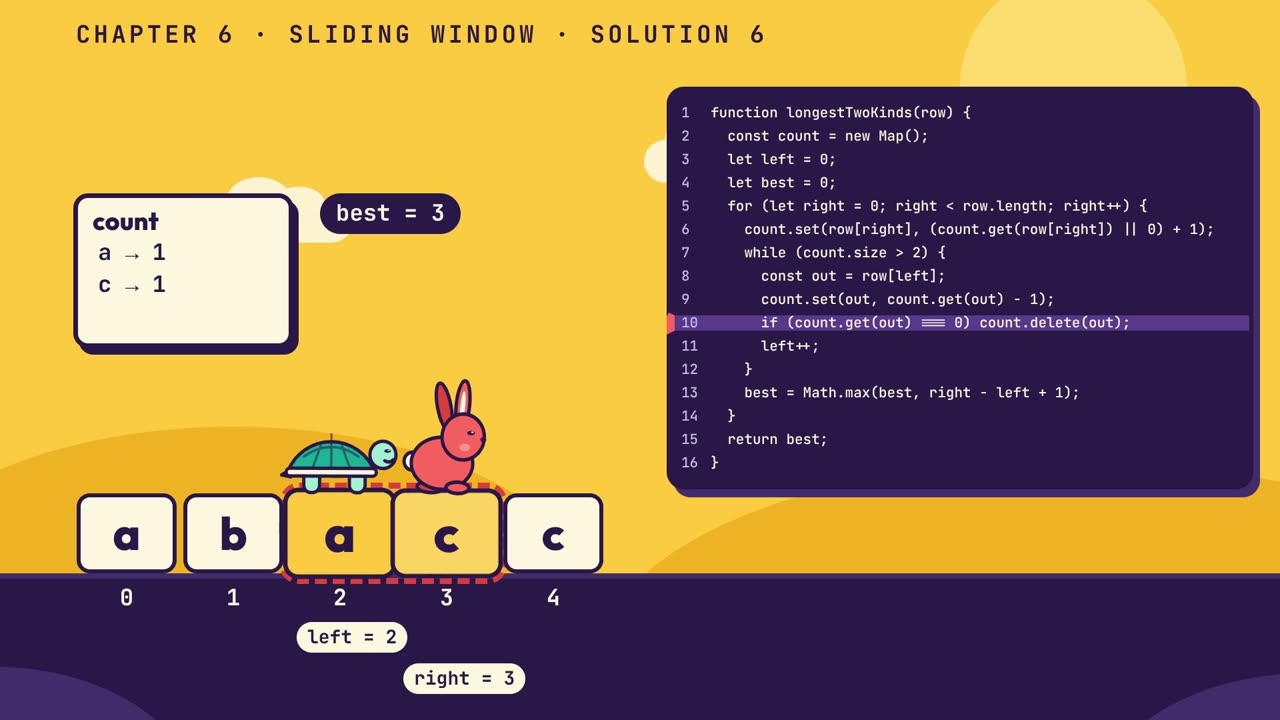 CHAPTER 6 · SLIDING WINDOW · SOLUTION 6
count
a → 1
c → 1
best = 3
1 function longestTwoKinds(row) {
2   const count = new Map();
3   let left = 0;
4   let best = 0;
5   for (let right = 0; right < row.length; right++) {
6     count.set(row[right], (count.get(row[right]) || 0) + 1);
7     while (count.size > 2) {
8       const out = row[left];
9       count.set(out, count.get(out) - 1);
10       if (count.get(out) === 0) count.delete(out);
11       left++;
12     }
13     best = Math.max(best, right - left + 1);
14   }
15   return best;
16 }
a b a c c
0 1 2 3 4
left = 2
right = 3